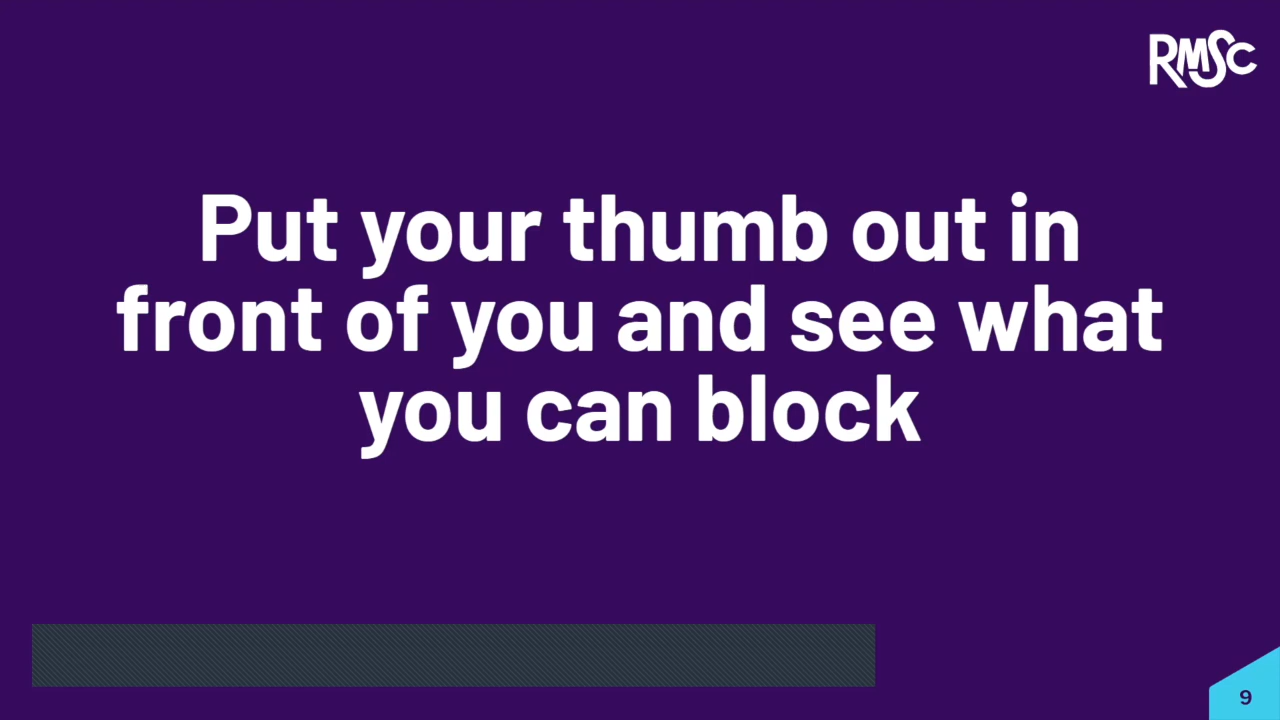 RMSC
Put your thumb out in
front of you and see what
you can block
9